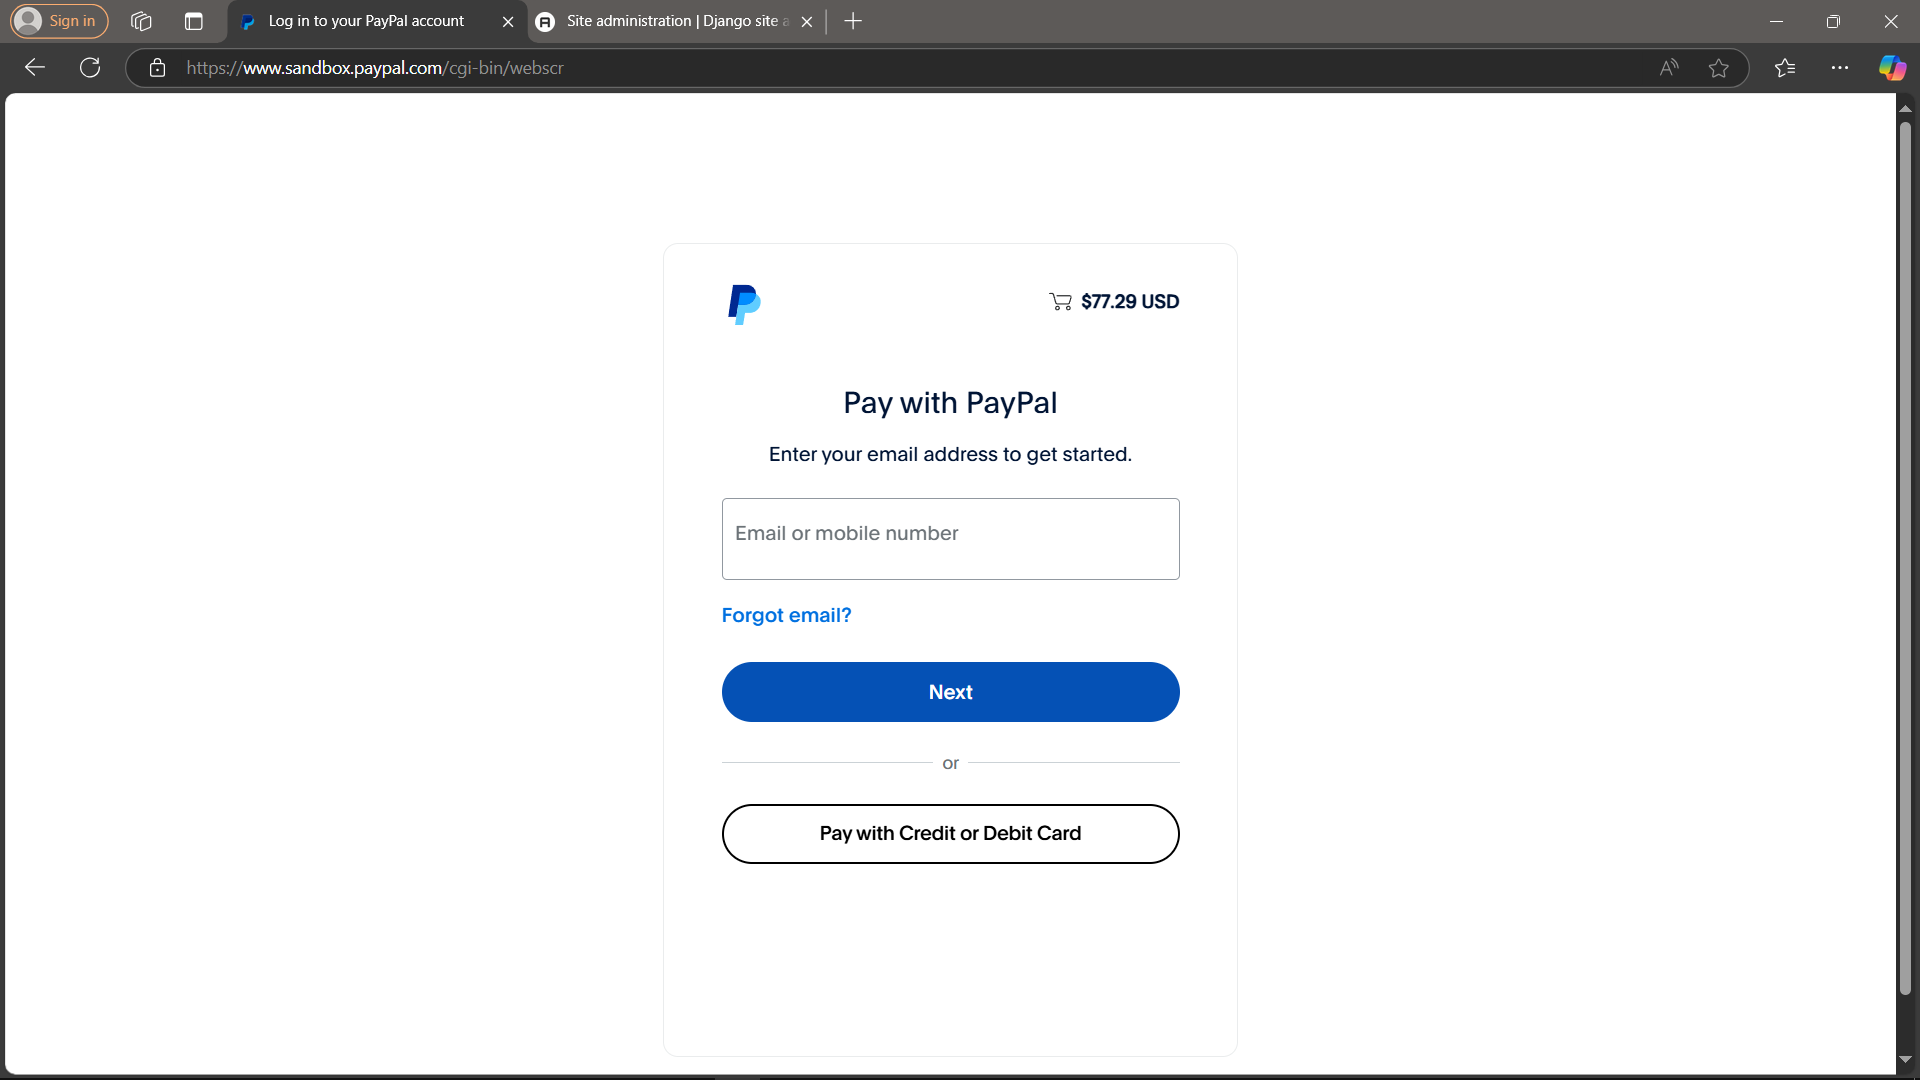 Sign in
Log in to your PayPal account
Site administration | Django site a
https://www.sandbox.paypal.com/cgi-bin/webscr
$77.29 USD
Pay with PayPal
Enter your email address to get started.
Email or mobile number
Forgot email?
Next
or
Pay with Credit or Debit Card